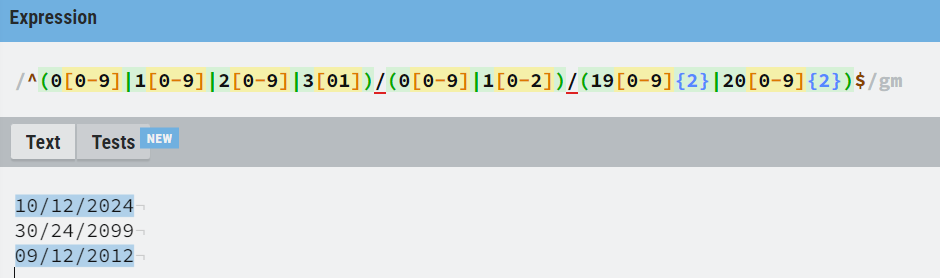 Expression
/^(0[0-9]|1[0-9]|2[0-9]|3[01])/(0[0-9]|1[0-2])/(19[0-9]{2}|20[0-9]{2})$/gm
Text Tests NEW
10/12/2024¬
30/24/2099¬
09/12/2012¬